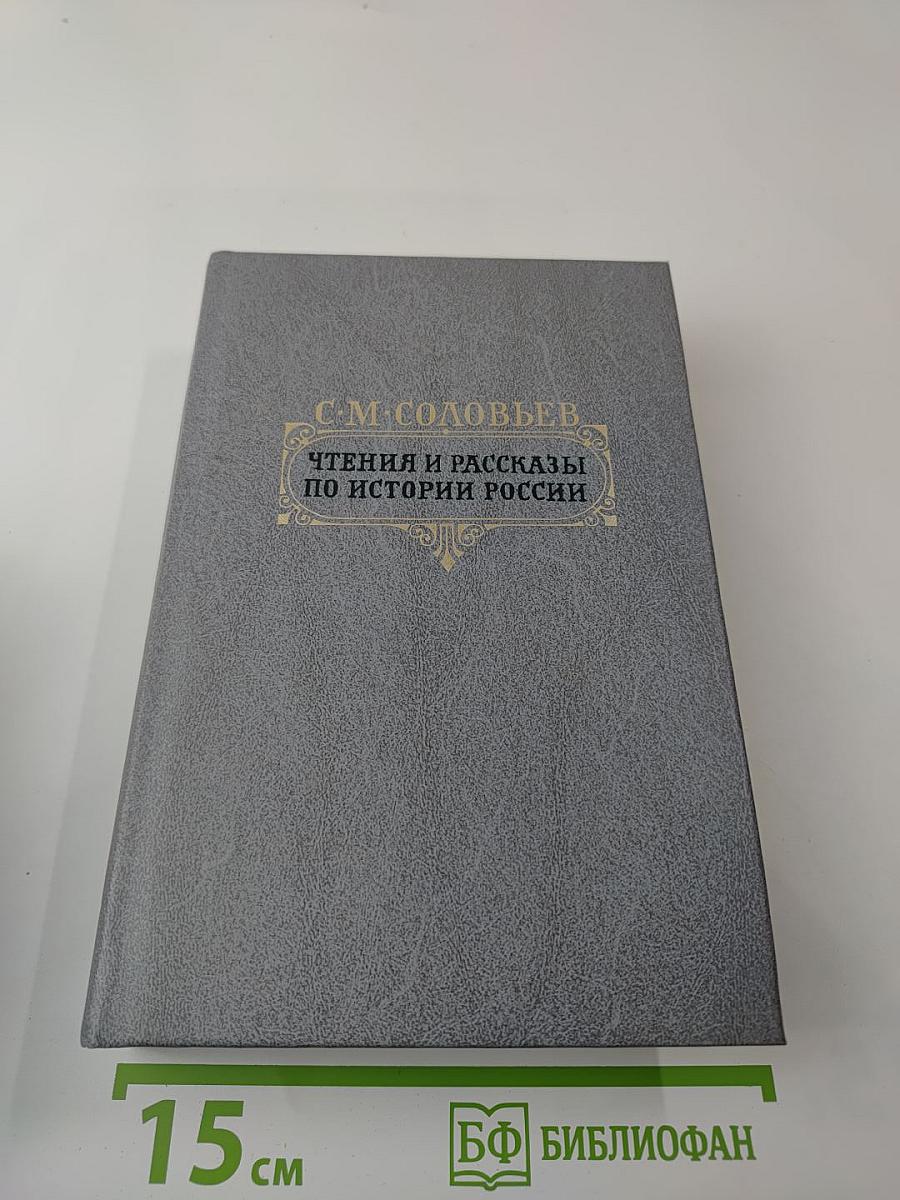 С·М·СОЛОВЬЕВ
ЧТЕНИЯ И РАССКАЗЫ
ПО ИСТОРИИ РОССИИ
15 см
БФ БИБЛИОФАН